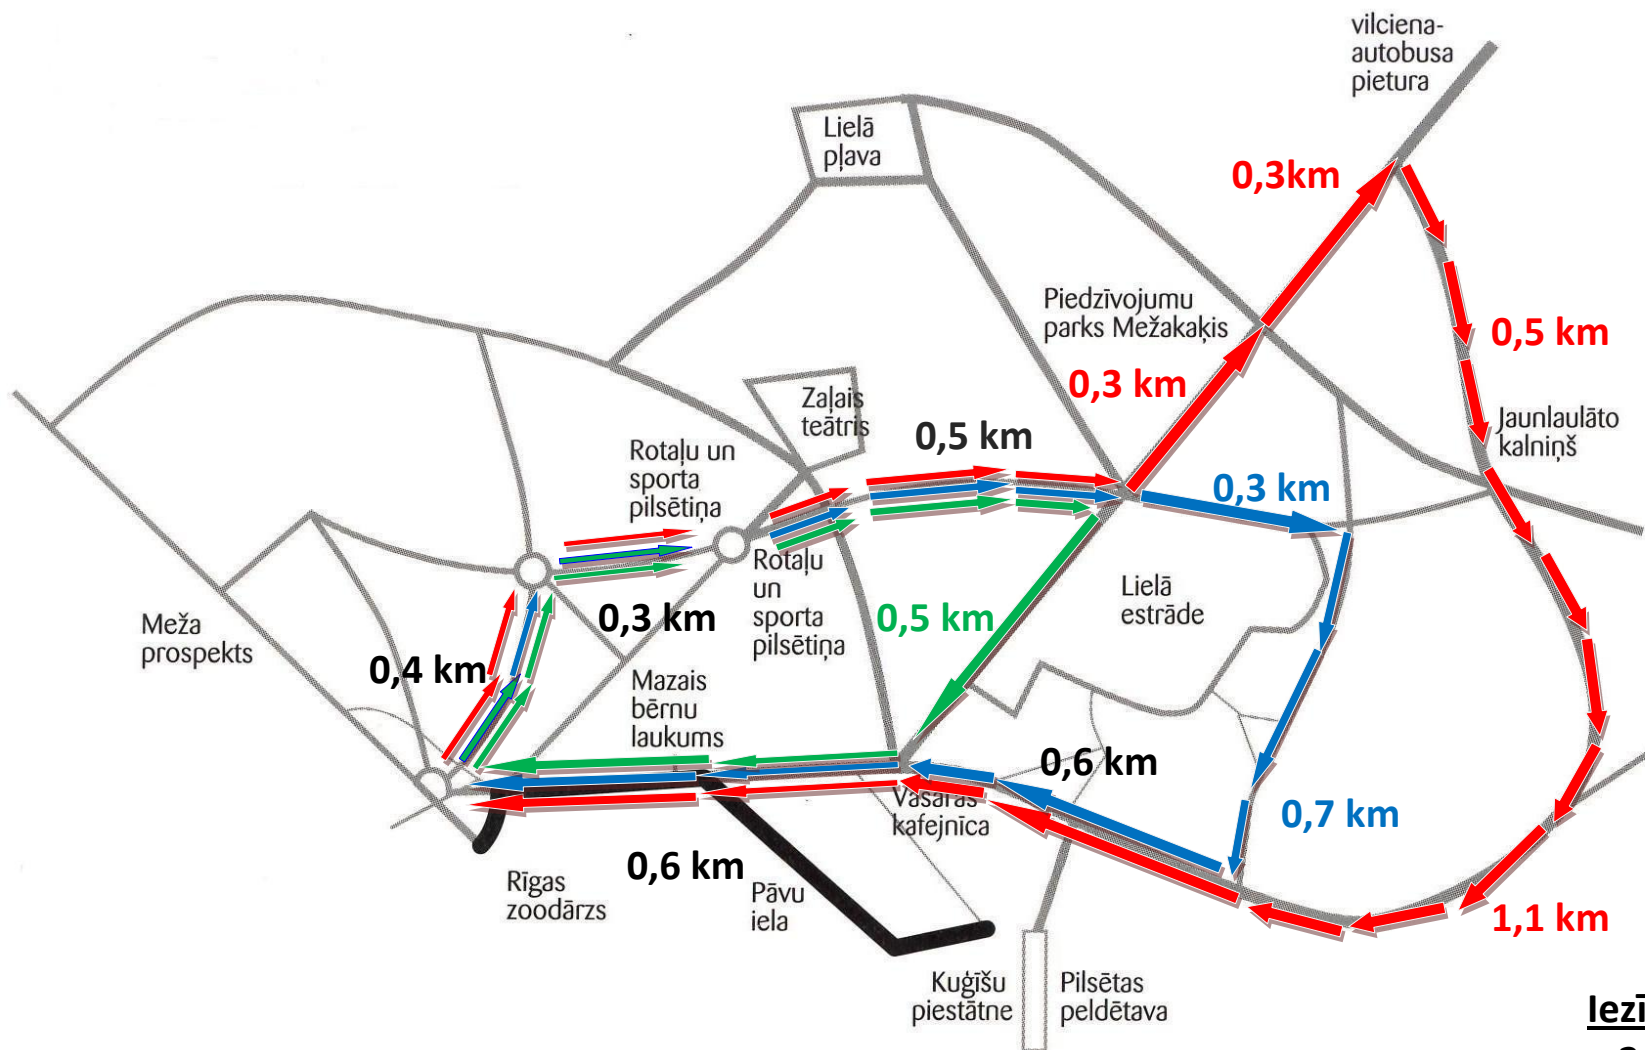 vilciena-
autobusa
pietura
Lielā
pļava
0,3km
Piedzīvojumu
parks Mežakaķis
0,5 km
0,3 km
Zaļais
teātris
Jaunlaulāto
kalniņš
0,5 km
Rotaļu un
sporta
pilsētiņa
0,3 km
Rotaļu
un
sporta
pilsētiņa
Lielā
estrāde
0,3 km
0,5 km
Meža
prospekts
0,4 km
Mazais
bērnu
laukums
0,6 km
Vasaras
kafejnīca
0,7 km
0,6 km
Rīgas
zoodārzs
Pāvu
iela
1,1 km
Kuģīšu
piestātne
Pilsētas
peldētava